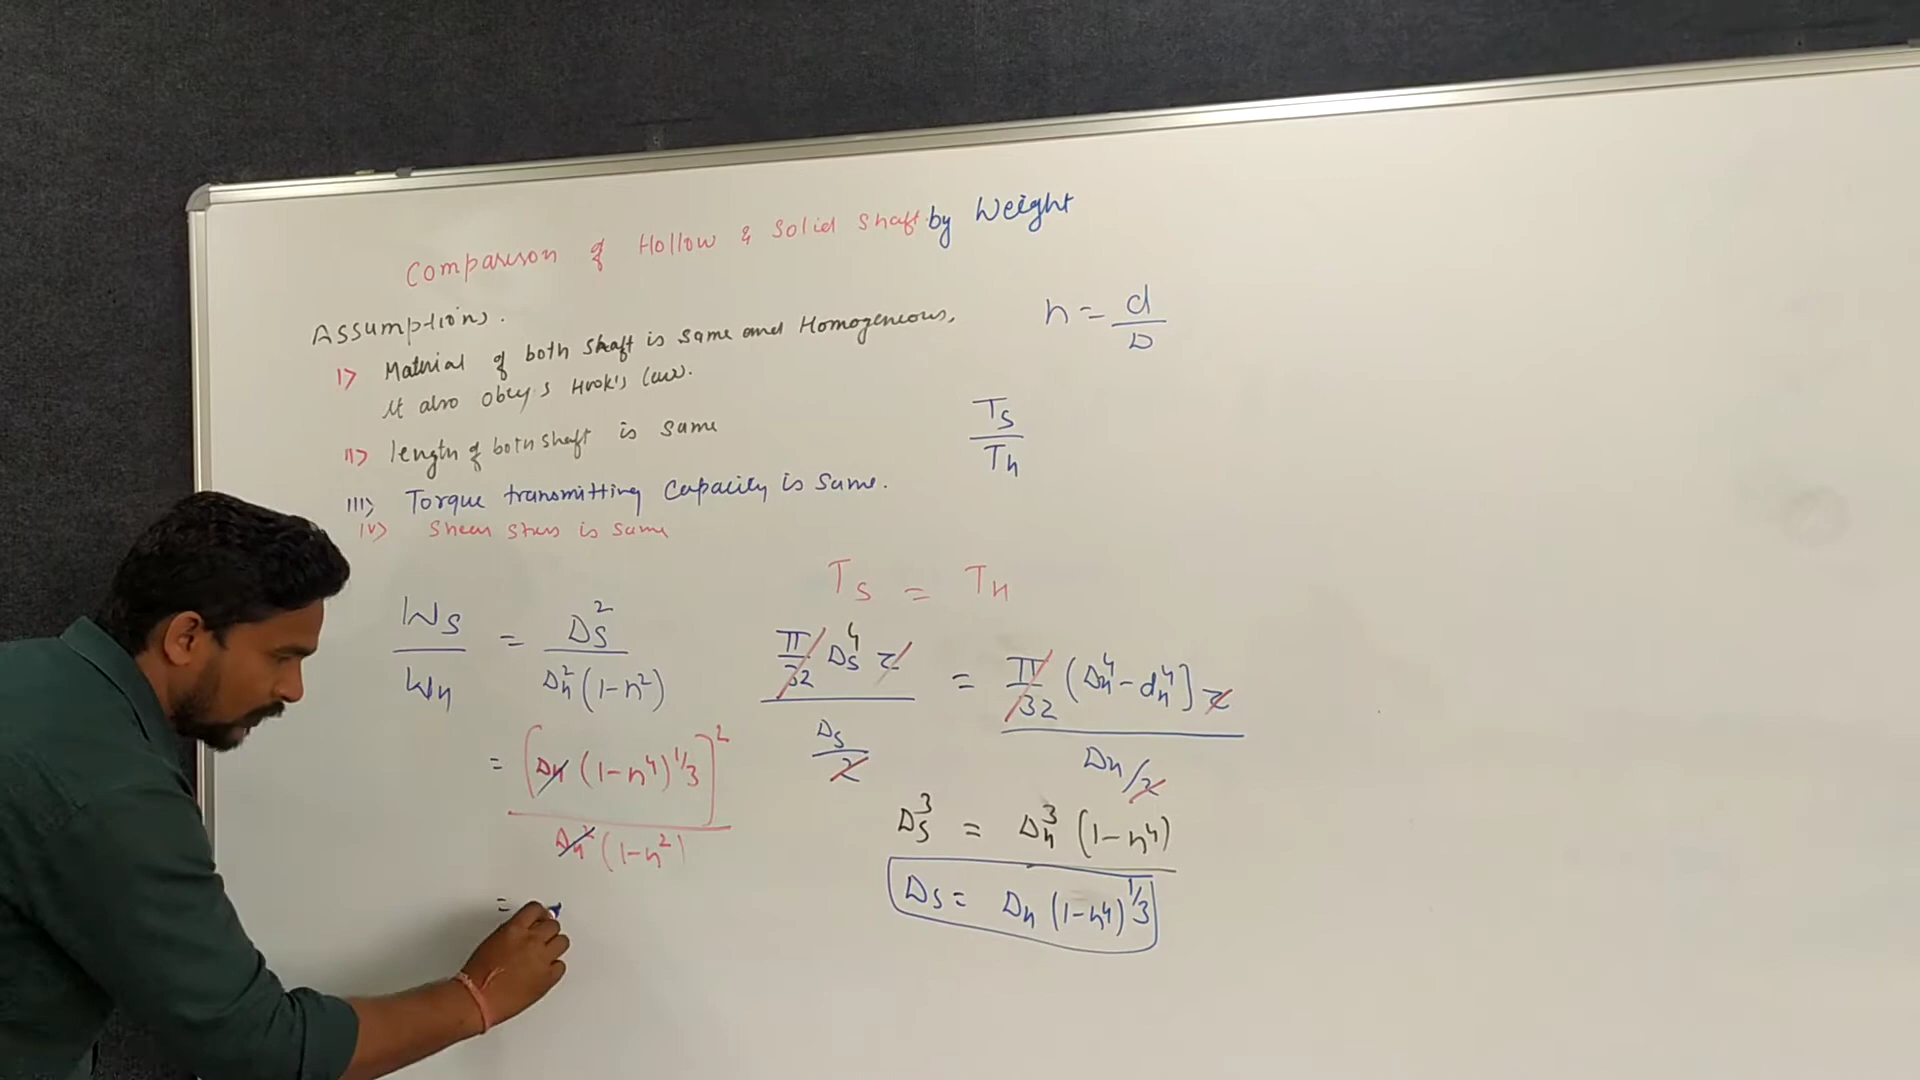 Comparison of Hollow & Solid Shaft by Weight
Assumptions.
I> Material of both shaft is same and Homogeneous,
It also obeys Hook's law.
II> length of both shaft is same
III> Torque transmitting capacity is same.
IV> Shear stress is same
n = d/D
Ts/Th
Ts = Th
Ws/Wh = Ds²/Dh²(1-n²)
π/32 Ds⁴ τ / Ds/2 = π/32 (Dh⁴ - dh⁴) τ / Dh/2
= [Dh (1-n⁴)^1/3]² / Dh²(1-n²)
Ds³ = Dh³ (1-n⁴)
Ds = Dh (1-n⁴)^1/3
=